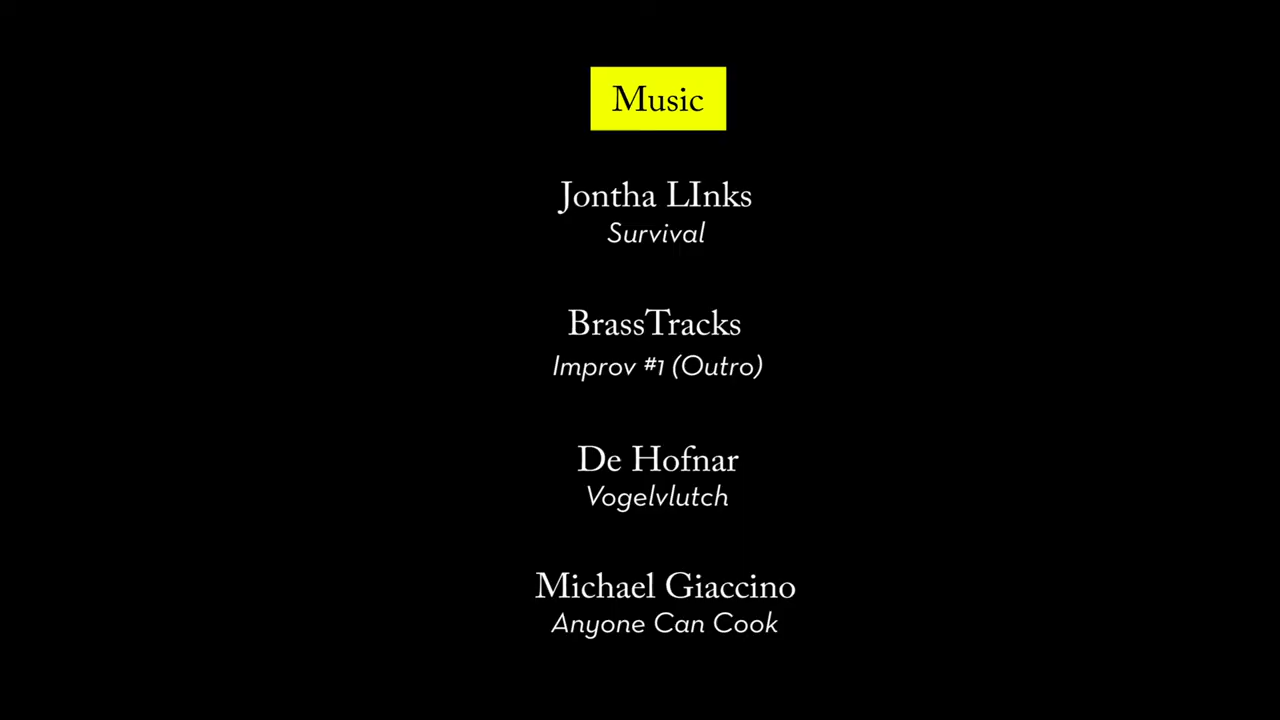 Music
Jontha LInks
Survival
BrassTracks
Improv #1 (Outro)
De Hofnar
Vogelvlutch
Michael Giaccino
Anyone Can Cook